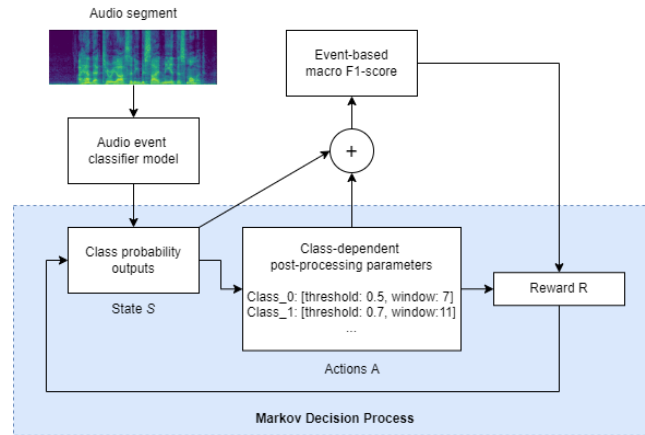 Audio segment
Audio event
classifier model
Event-based
macro F1-score
+
Class probability
outputs
State S
Class-dependent
post-processing parameters
Class_0: [threshold: 0.5, window: 7]
Class_1: [threshold: 0.7, window:11]
...
Actions A
Reward R
Markov Decision Process